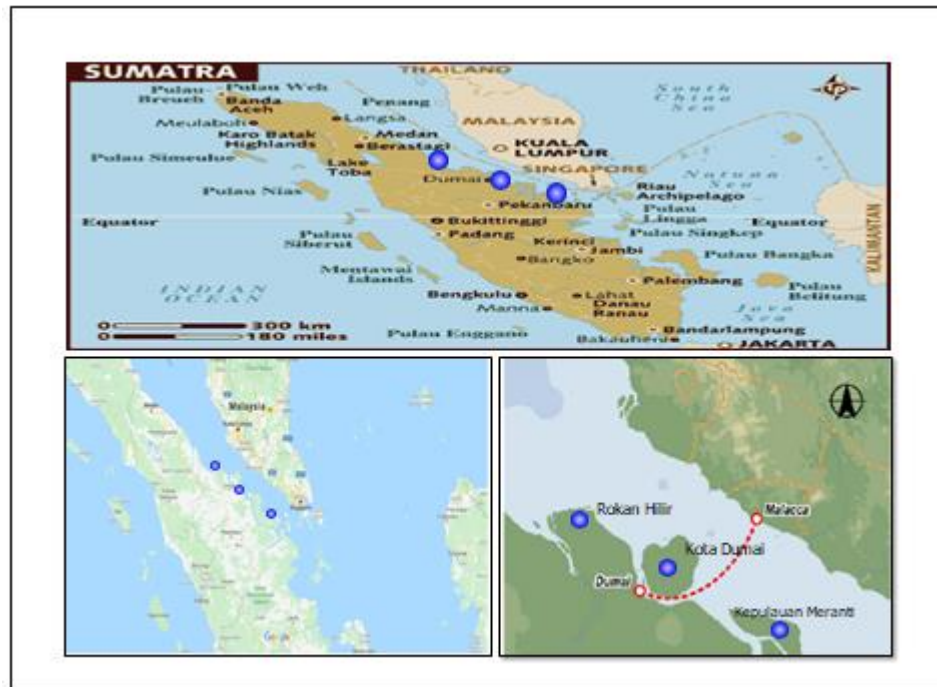 SUMATRA
THAILAND
Pulau Weh
Pulau
Breueh
Banda
Aceh
Penang
South
China
Sea
Langsa
Meulaboh
MALAYSIA
Karo Batak
Highlands
Medan
Berastagi
KUALA
LUMPUR
Pulau Simeulue
Lake
Toba
SINGAPORE
Natuna
Sea
Dumai
Pulau Nias
Riau
Archipelago
Pekanbaru
Pulau
Lingga
Equator
Equator
Bukittinggi
Pulau Singkep
Pulau
Siberut
Padang
Kerinci
Jambi
Pulau Bangka
KALIMANTAN
Bangko
Mentawai
Islands
Palembang
INDIAN
OCEAN
Pulau
Belitung
Bengkulu
Lahat
Danau
Ranau
Java
Sea
Manna
0 300 km
0 180 miles
Pulau Enggano
Bandarlampung
Bakauheni
JAKARTA
Malaysia
Google
Rokan Hillir
Malacca
Kota Dumai
Dumai
Kepulauan Meranti